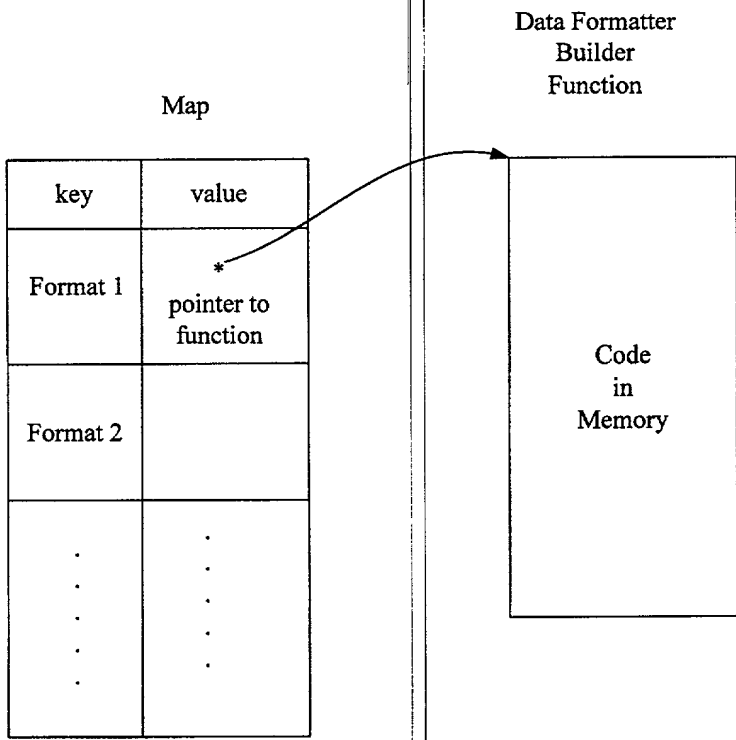 Map
key value
Format 1
*
pointer to
function
Format 2
Data Formatter
Builder
Function
Code
in
Memory